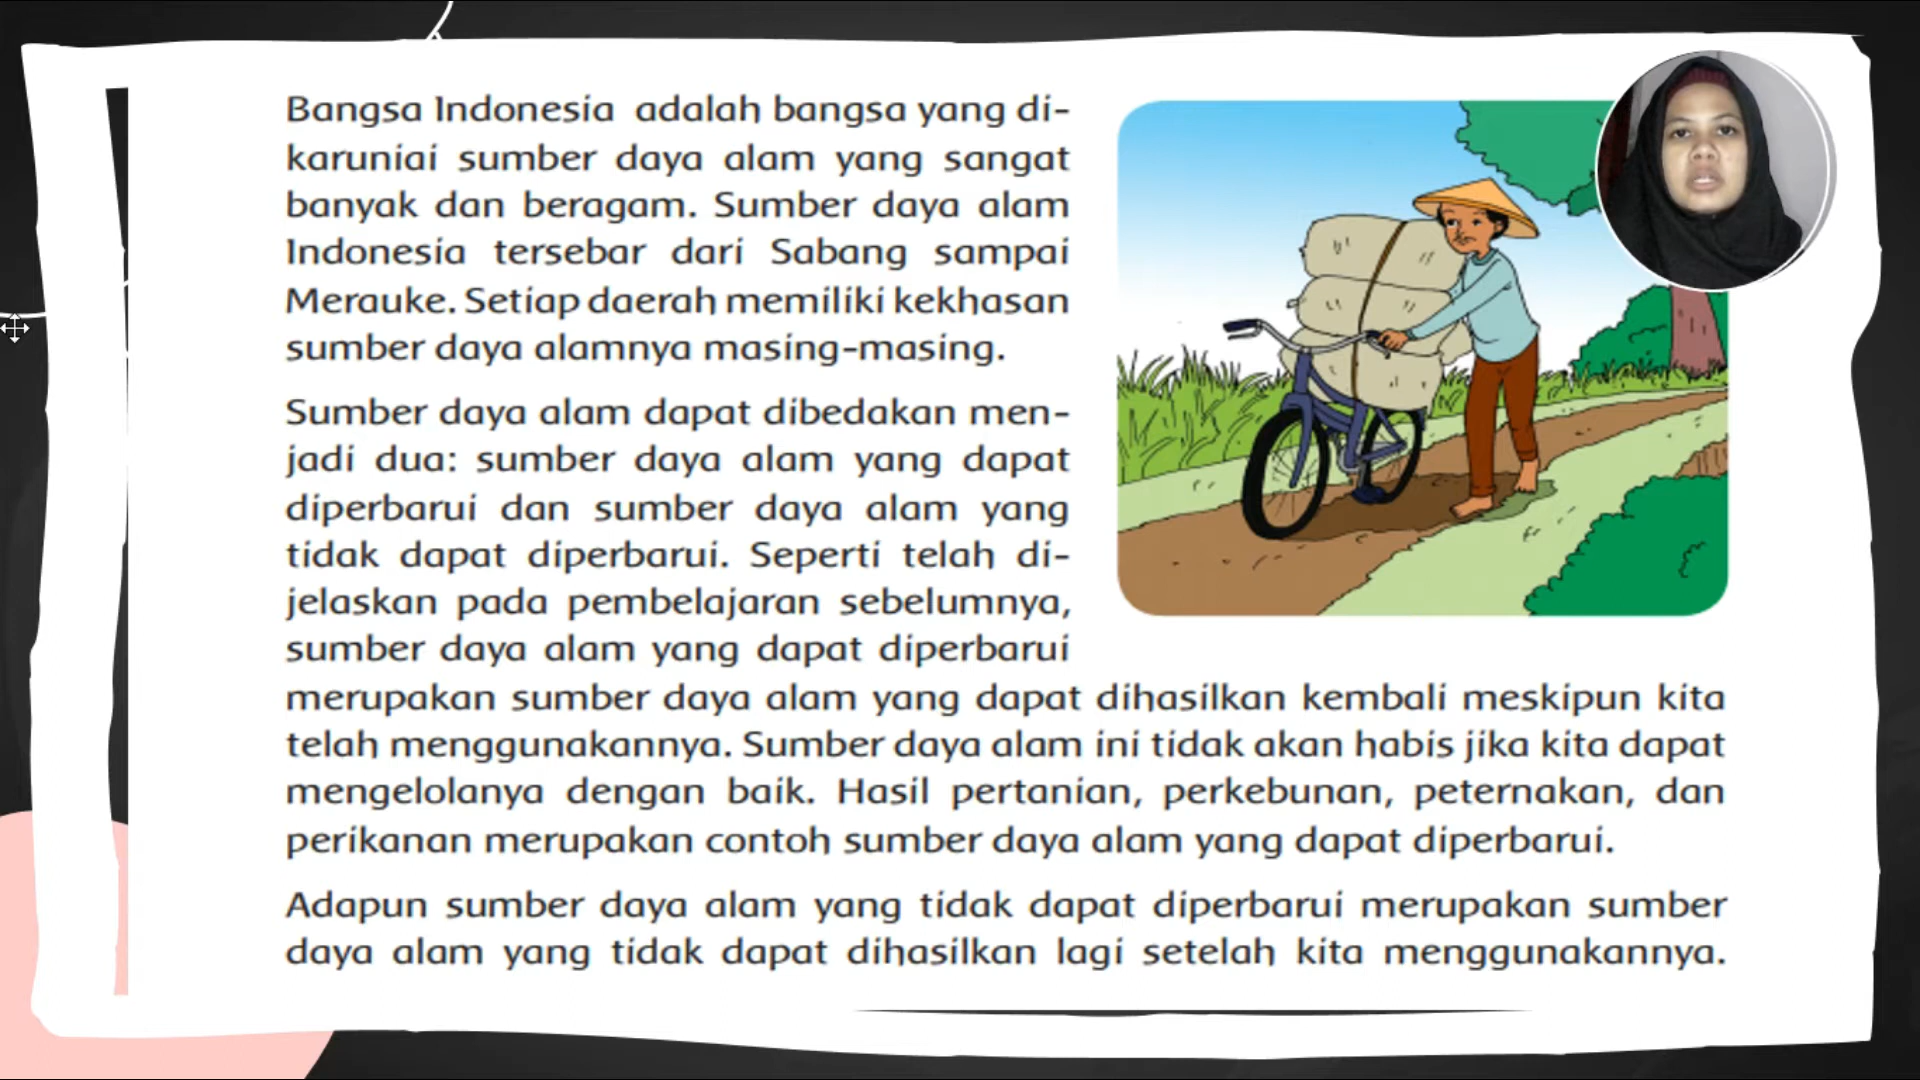 Bangsa Indonesia adalah bangsa yang di-
karuniai sumber daya alam yang sangat
banyak dan beragam. Sumber daya alam
Indonesia tersebar dari Sabang sampai
Merauke. Setiap daerah memiliki kekhasan
sumber daya alamnya masing-masing.
Sumber daya alam dapat dibedakan men-
jadi dua: sumber daya alam yang dapat
diperbarui dan sumber daya alam yang
tidak dapat diperbarui. Seperti telah di-
jelaskan pada pembelajaran sebelumnya,
sumber daya alam yang dapat diperbarui
merupakan sumber daya alam yang dapat dihasilkan kembali meskipun kita
telah menggunakannya. Sumber daya alam ini tidak akan habis jika kita dapat
mengelolanya dengan baik. Hasil pertanian, perkebunan, peternakan, dan
perikanan merupakan contoh sumber daya alam yang dapat diperbarui.
Adapun sumber daya alam yang tidak dapat diperbarui merupakan sumber
daya alam yang tidak dapat dihasilkan lagi setelah kita menggunakannya.